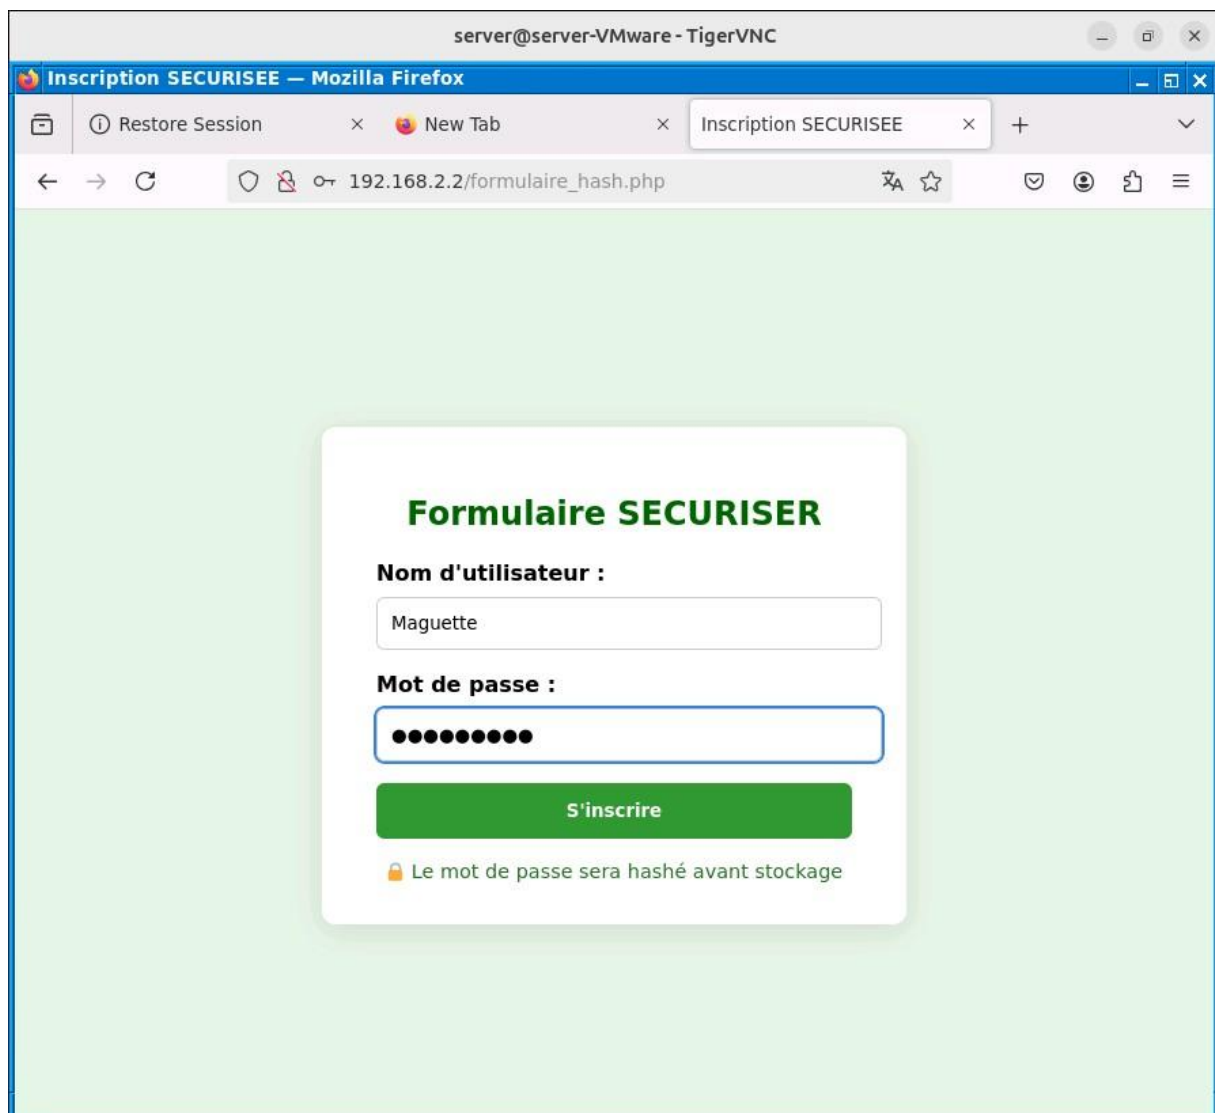 server@server-VMware - TigerVNC
Inscription SECURISEE — Mozilla Firefox
Restore Session
New Tab
Inscription SECURISEE
192.168.2.2/formulaire_hash.php
Formulaire SECURISER
Nom d'utilisateur :
Maguette
Mot de passe :
●●●●●●●●●
S'inscrire
🔒 Le mot de passe sera hashé avant stockage